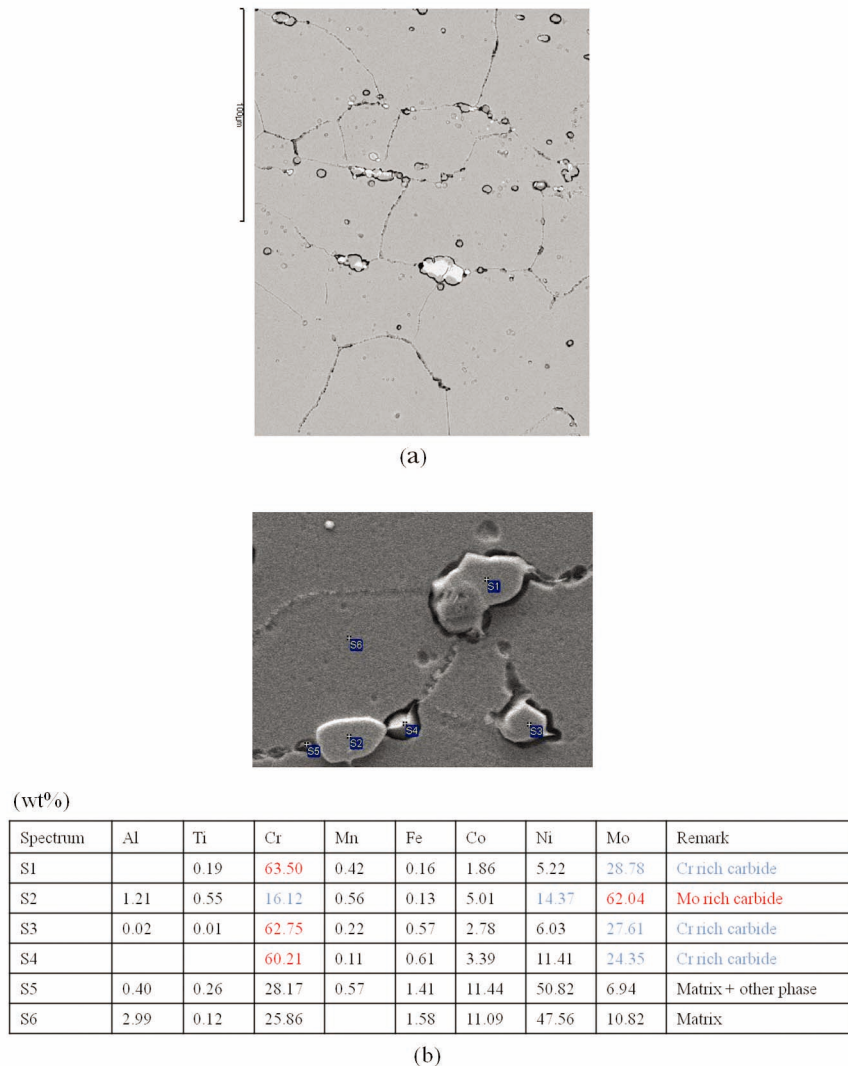 100µm
(a)
S1
S6
S4
S3
S5
S2
(wt%)
Spectrum Al Ti Cr Mn Fe Co Ni Mo Remark
S1 0.19 63.50 0.42 0.16 1.86 5.22 28.78 Cr rich carbide
S2 1.21 0.55 16.12 0.56 0.13 5.01 14.37 62.04 Mo rich carbide
S3 0.02 0.01 62.75 0.22 0.57 2.78 6.03 27.61 Cr rich carbide
S4 60.21 0.11 0.61 3.39 11.41 24.35 Cr rich carbide
S5 0.40 0.26 28.17 0.57 1.41 11.44 50.82 6.94 Matrix + other phase
S6 2.99 0.12 25.86 1.58 11.09 47.56 10.82 Matrix
(b)